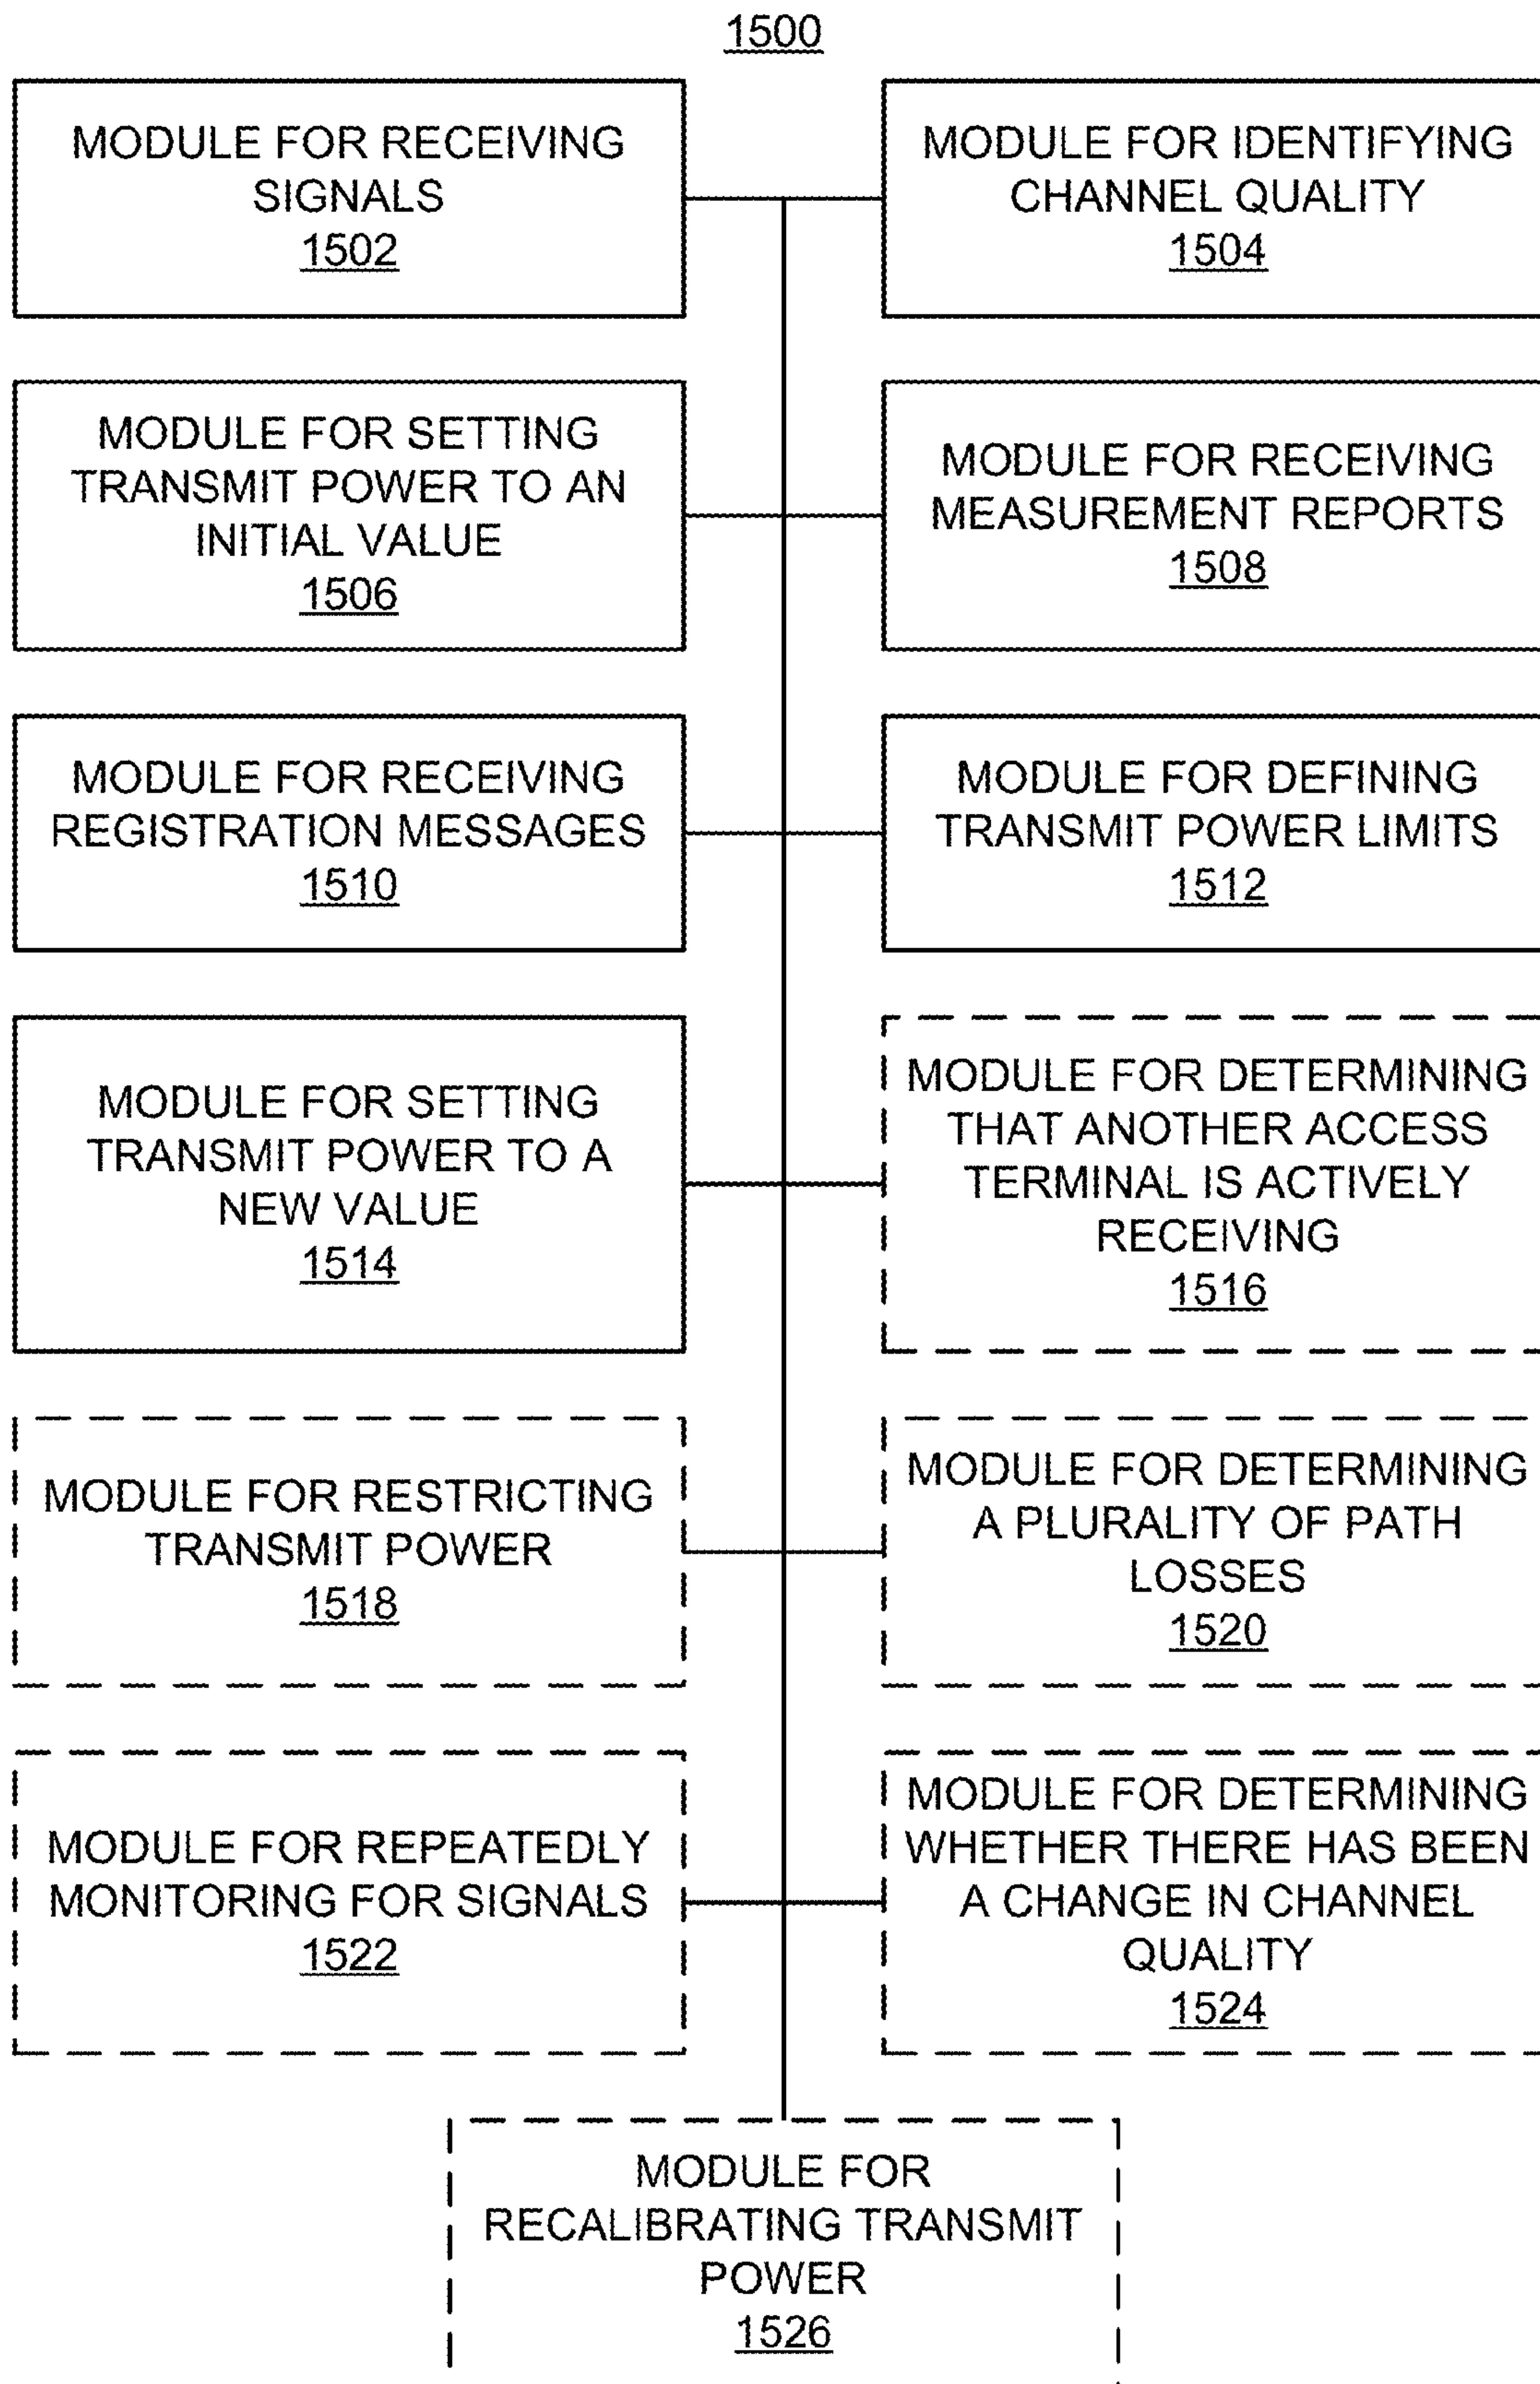 1500
MODULE FOR RECEIVING
SIGNALS
1502
MODULE FOR IDENTIFYING
CHANNEL QUALITY
1504
MODULE FOR SETTING
TRANSMIT POWER TO AN
INITIAL VALUE
1506
MODULE FOR RECEIVING
MEASUREMENT REPORTS
1508
MODULE FOR RECEIVING
REGISTRATION MESSAGES
1510
MODULE FOR DEFINING
TRANSMIT POWER LIMITS
1512
MODULE FOR SETTING
TRANSMIT POWER TO A
NEW VALUE
1514
MODULE FOR DETERMINING
THAT ANOTHER ACCESS
TERMINAL IS ACTIVELY
RECEIVING
1516
MODULE FOR RESTRICTING
TRANSMIT POWER
1518
MODULE FOR DETERMINING
A PLURALITY OF PATH
LOSSES
1520
MODULE FOR REPEATEDLY
MONITORING FOR SIGNALS
1522
MODULE FOR DETERMINING
WHETHER THERE HAS BEEN
A CHANGE IN CHANNEL
QUALITY
1524
MODULE FOR
RECALIBRATING TRANSMIT
POWER
1526